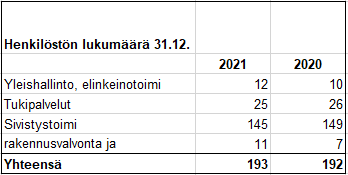 Henkilöstön lukumäärä 31.12.
2021 2020
Yleishallinto, elinkeinotoimi 12 10
Tukipalvelut 25 26
Sivistystoimi 145 149
rakennusvalvonta ja 11 7
Yhteensä 193 192